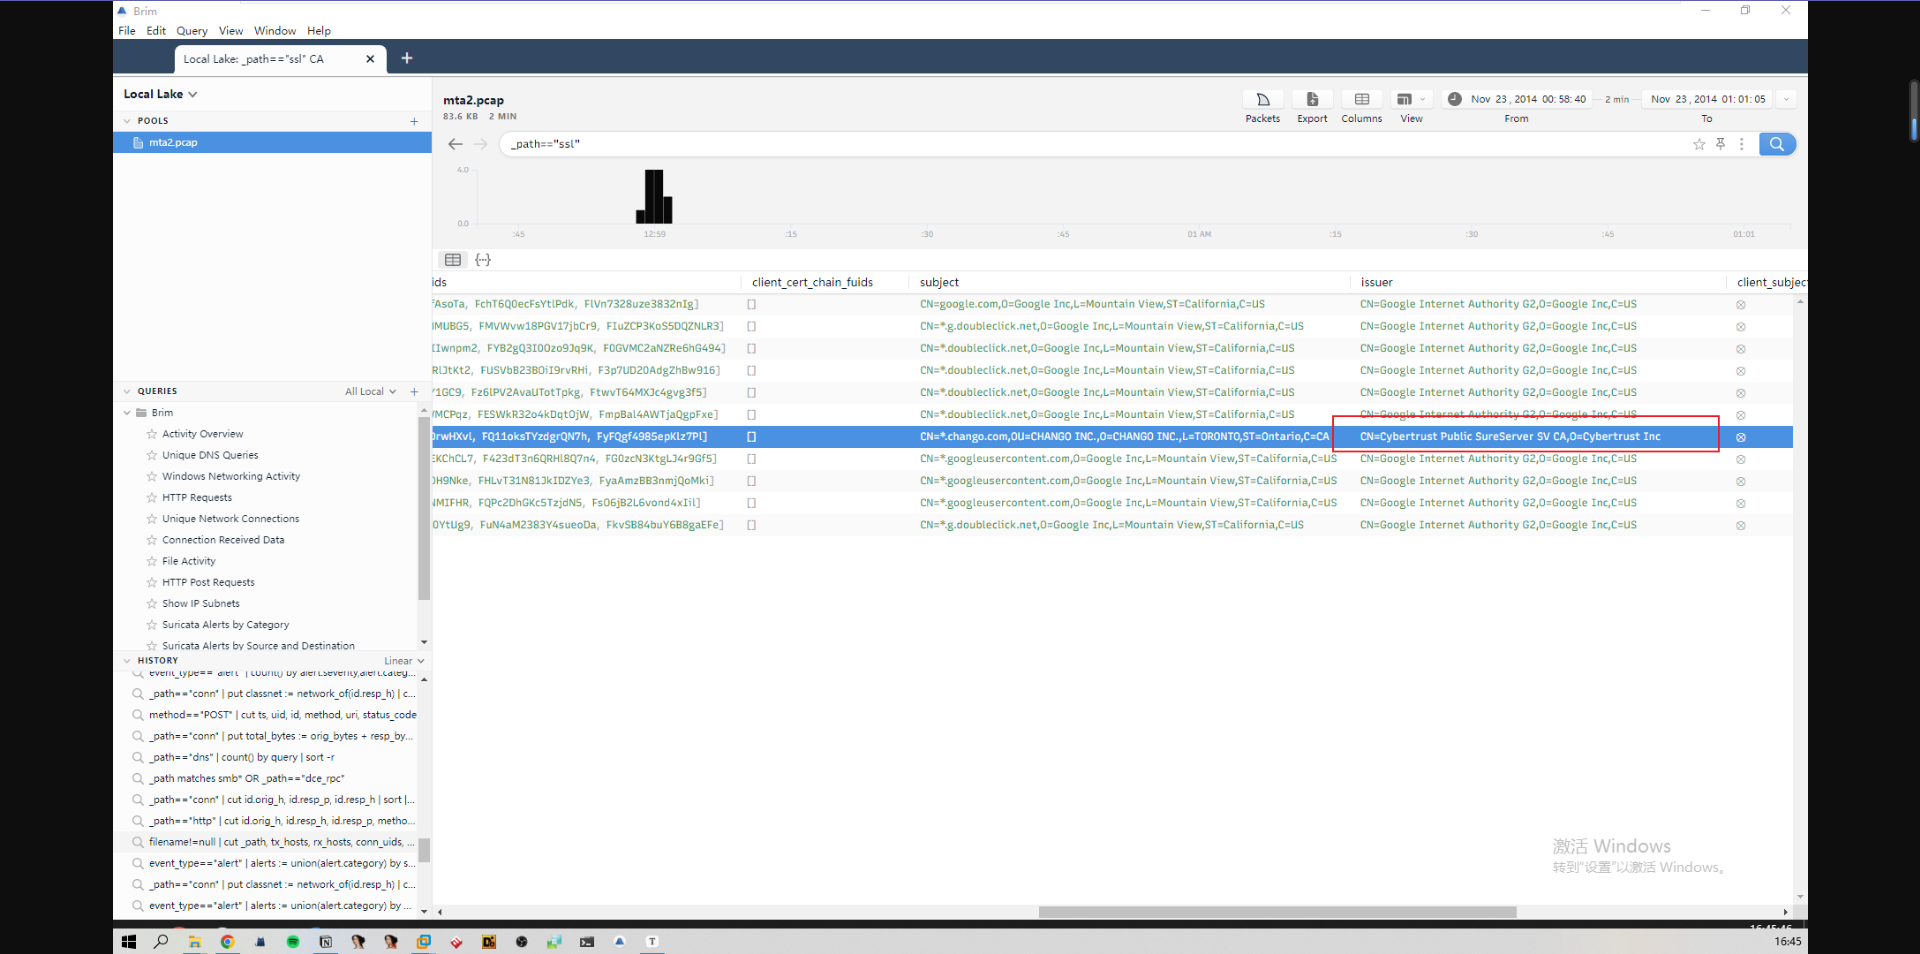 Brim
File Edit Query View Window Help
Local Lake: _path=="ssl" CA
Local Lake
POOLS
mta2.pcap
mta2.pcap
83.6 KB 2 MIN
Packets Export Columns View
Nov 23, 2014 00:58:40 2 min Nov 23, 2014 01:01:05
From To
_path=="ssl"
4.0
0.0
:45 12:59 :15 :30 :45 01 AM :15 :30 :45 01:01
ids client_cert_chain_fuids subject issuer client_subject
AsoTa, FchT6Q0ecFsYtlPdk, FlVn7328uze3832nIg] [] CN=google.com,O=Google Inc,L=Mountain View,ST=California,C=US CN=Google Internet Authority G2,O=Google Inc,C=US
MUBG5, FMVWvw18PGV17jbCr9, FIuZCP3KoS5DQZNLR3] [] CN=*.g.doubleclick.net,O=Google Inc,L=Mountain View,ST=California,C=US CN=Google Internet Authority G2,O=Google Inc,C=US
Iwnpm2, FYB2gQ3I0Ozo9Jq9K, F0GVMC2aNZRe6hG494] [] CN=*.doubleclick.net,O=Google Inc,L=Mountain View,ST=California,C=US CN=Google Internet Authority G2,O=Google Inc,C=US
RlJtKt2, FUSVbB23BOiI9rvRHi, F3p7UD2OAdgZhBw916] [] CN=*.doubleclick.net,O=Google Inc,L=Mountain View,ST=California,C=US CN=Google Internet Authority G2,O=Google Inc,C=US
1GC9, Fz6lPV2AvaUTotTpkg, FtwvT64MXJc4gvg3f5] [] CN=*.doubleclick.net,O=Google Inc,L=Mountain View,ST=California,C=US CN=Google Internet Authority G2,O=Google Inc,C=US
MCPqz, FESWkR32o4kDqtOjW, FmpBal4AWTjaQgpFxe] [] CN=*.doubleclick.net,O=Google Inc,L=Mountain View,ST=California,C=US CN=Google Internet Authority G2,O=Google Inc,C=US
rwHXvl, FQ11oksTYzdgrQN7h, FyFQgf4985epKlz7Pl] [] CN=*.chango.com,OU=CHANGO INC.,O=CHANGO INC.,L=TORONTO,ST=Ontario,C=CA CN=Cybertrust Public SureServer SV CA,O=Cybertrust Inc
EKChCL7, F423dT3n6QRHl8Q7n4, FG0zcN3KtgLJ4r9Gf5] [] CN=*.googleusercontent.com,O=Google Inc,L=Mountain View,ST=California,C=US CN=Google Internet Authority G2,O=Google Inc,C=US
H9Nke, FHLvT31N81JkIDZYe3, FyaAmzBB3nmjQoMki] [] CN=*.googleusercontent.com,O=Google Inc,L=Mountain View,ST=California,C=US CN=Google Internet Authority G2,O=Google Inc,C=US
MIFHR, FQPc2DhGKc5TzjdN5, FsO6jB2L6vond4xIil] [] CN=*.googleusercontent.com,O=Google Inc,L=Mountain View,ST=California,C=US CN=Google Internet Authority G2,O=Google Inc,C=US
0YtUg9, FuN4aM2383Y4sueoDa, FkvSB84buY6B8gaEFe] [] CN=*.g.doubleclick.net,O=Google Inc,L=Mountain View,ST=California,C=US CN=Google Internet Authority G2,O=Google Inc,C=US
QUERIES All Local
Brim
Activity Overview
Unique DNS Queries
Windows Networking Activity
HTTP Requests
Unique Network Connections
Connection Received Data
File Activity
HTTP Post Requests
Show IP Subnets
Suricata Alerts by Category
Suricata Alerts by Source and Destination
HISTORY Linear
event_type=="alert" | count() by alert.severity,alert.categ...
_path=="conn" | put classnet := network_of(id.resp_h) | c...
method=="POST" | cut ts, uid, id, method, uri, status_code
_path=="conn" | put total_bytes := orig_bytes + resp_by...
_path=="dns" | count() by query | sort -r
_path matches smb* OR _path=="dce_rpc"
_path=="conn" | cut id.orig_h, id.resp_p, id.resp_h | sort |...
_path=="http" | cut id.orig_h, id.resp_h, id.resp_p, metho...
filename!=null | cut _path, tx_hosts, rx_hosts, conn_uids, ...
event_type=="alert" | alerts := union(alert.category) by s...
_path=="conn" | put classnet := network_of(id.resp_h) | c...
event_type=="alert" | alerts := union(alert.category) by ...
激活 Windows
转到"设置"以激活 Windows。
16:45:46
16:45